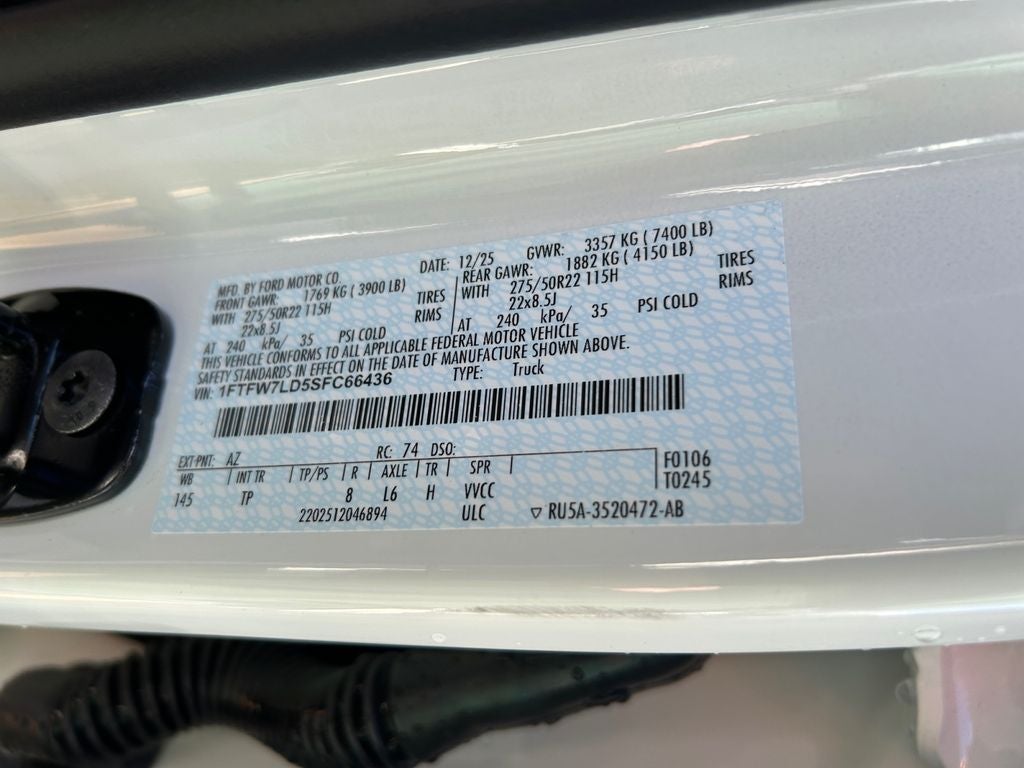 MFD. BY FORD MOTOR CO.
DATE: 12/25
GVWR: 3357 KG ( 7400 LB)
FRONT GAWR: 1769 KG ( 3900 LB)
WITH 275/50R22 115H TIRES
22x8.5J RIMS
AT 240 kPa/ 35 PSI COLD
REAR GAWR: 1882 KG ( 4150 LB)
WITH 275/50R22 115H TIRES
22x8.5J RIMS
AT 240 kPa/ 35 PSI COLD
THIS VEHICLE CONFORMS TO ALL APPLICABLE FEDERAL MOTOR VEHICLE
SAFETY STANDARDS IN EFFECT ON THE DATE OF MANUFACTURE SHOWN ABOVE.
VIN: 1FTFW7LD5SFC66436 TYPE: Truck
EXT PNT: AZ RC: 74 DSO:
WB INT TR TP/PS R AXLE TR SPR
145 TP 8 L6 H VVCC
2202512046894 ULC
F0106
T0245
▽ RU5A-3520472-AB